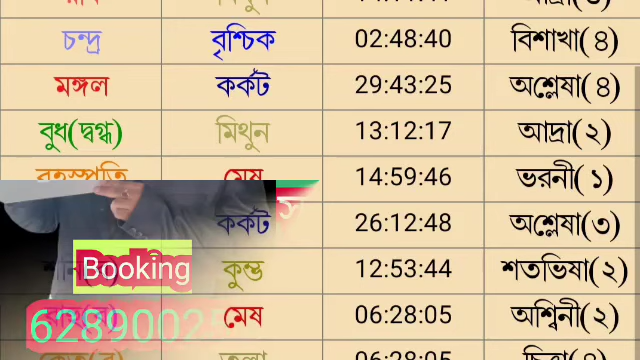 চন্দ্র বৃশ্চিক 02:48:40 বিশাখা(৪)
মঙ্গল কর্কট 29:43:25 অশ্লেষা(৪)
বুধ(দ্বগ্ধ) মিথুন 13:12:17 আদ্রা(২)
বৃহস্পতি মেষ 14:59:46 ভরনী(১)
কর্কট 26:12:48 অশ্লেষা(৩)
Booking কুম্ভ 12:53:44 শতভিষা(২)
6289002 মেষ 06:28:05 অশ্বিনী(২)
06:28:05